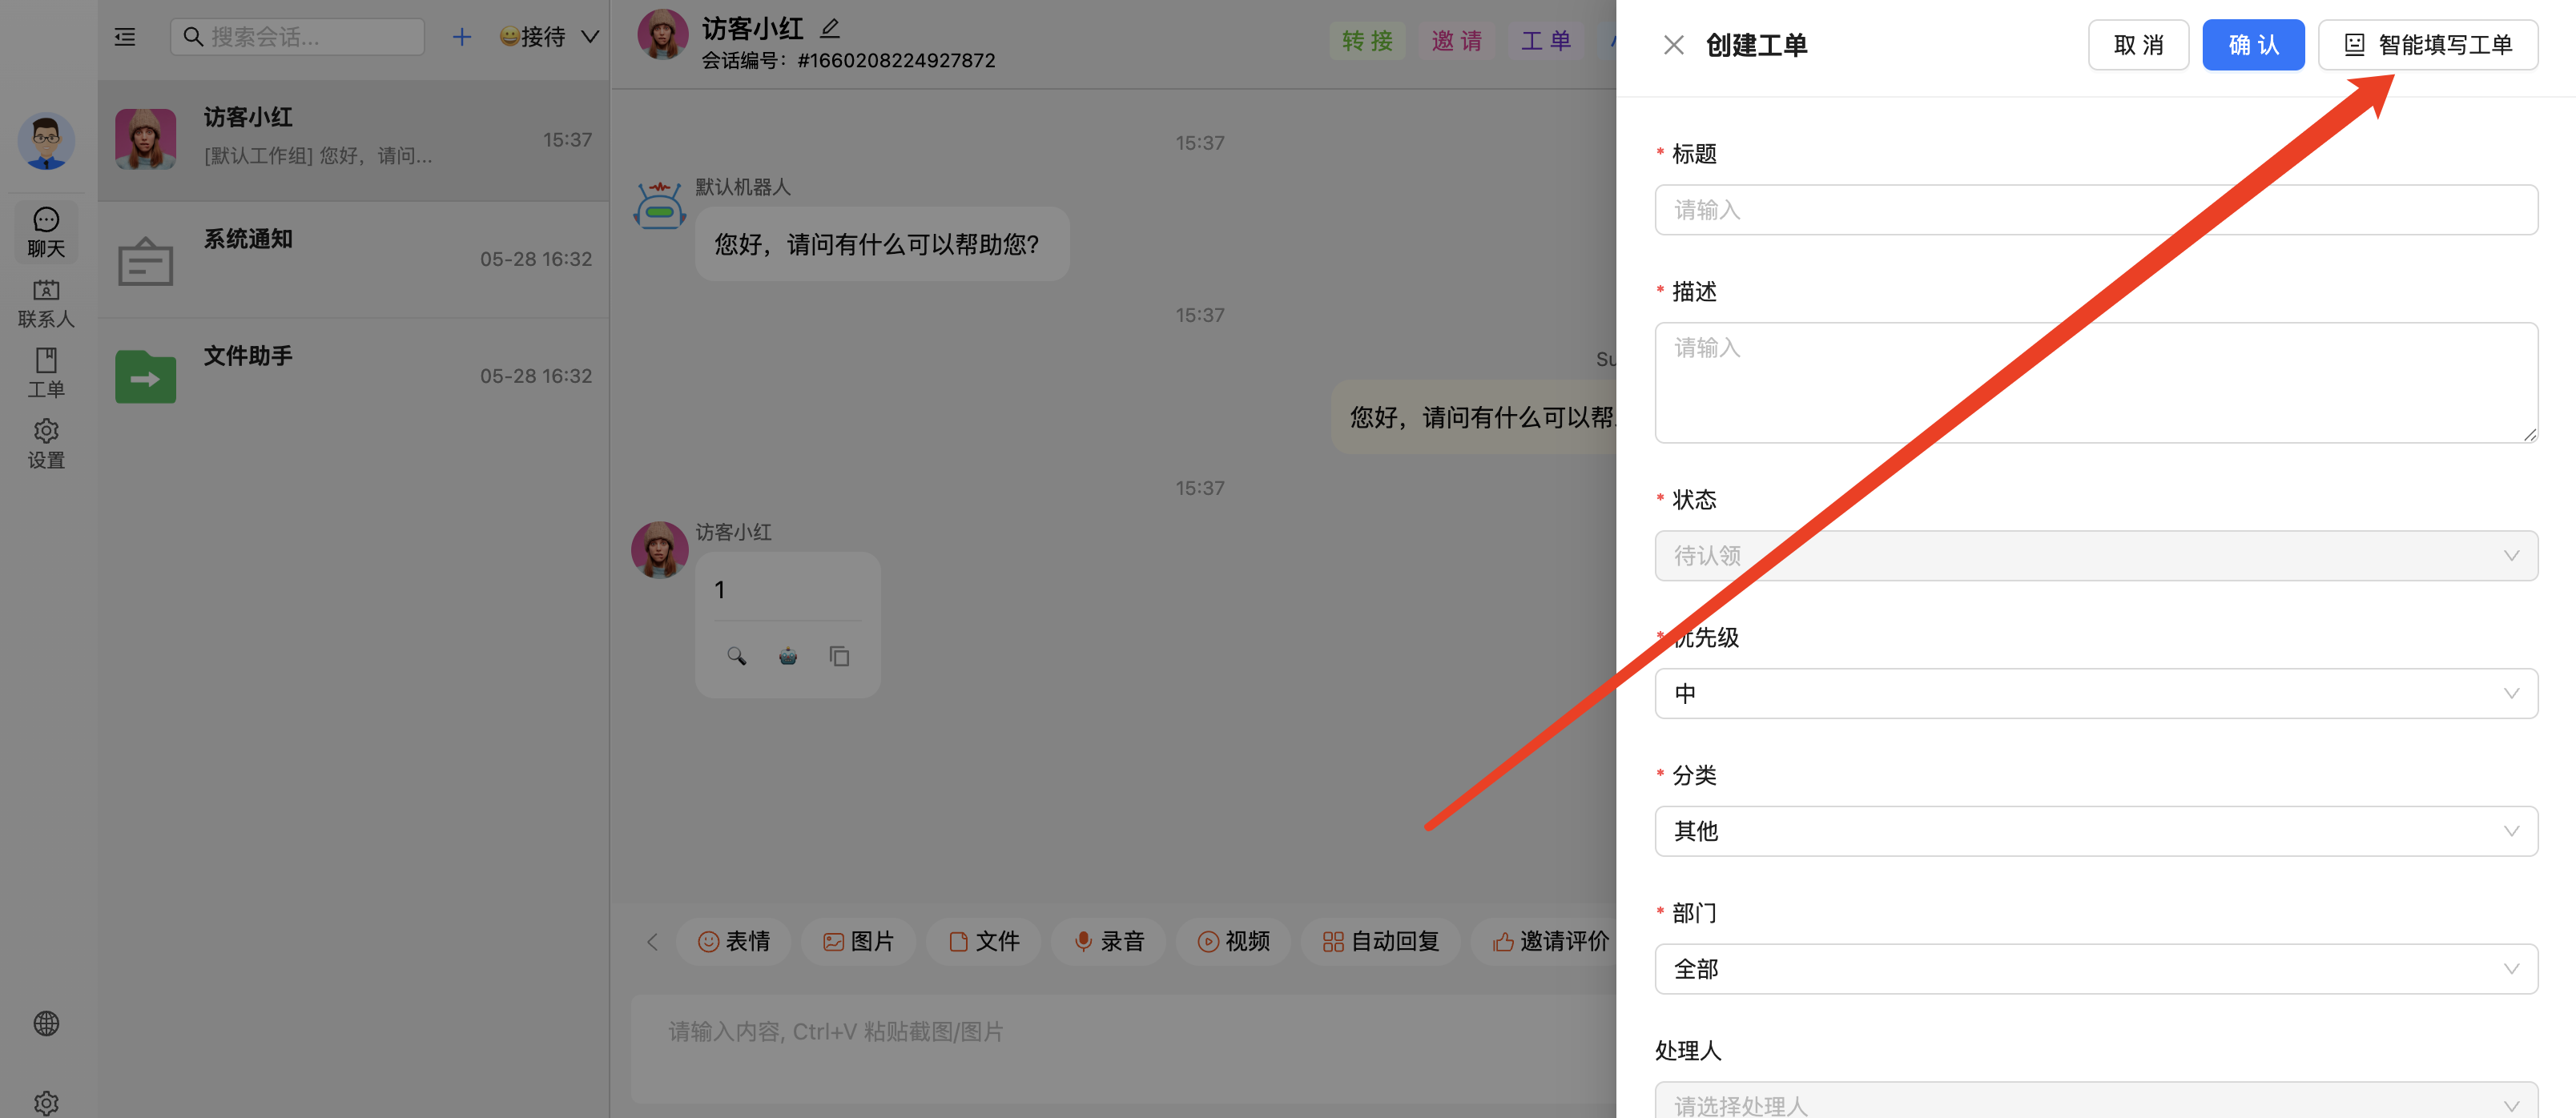 搜索会话...
😀接待
聊天
联系人
工单
设置
访客小红
[默认工作组] 您好，请问...
15:37
系统通知
05-28 16:32
文件助手
05-28 16:32
访客小红
会话编号：#1660208224927872
转 接
邀 请
工 单
15:37
默认机器人
您好，请问有什么可以帮助您?
15:37
Su
您好，请问有什么可以帮
15:37
访客小红
1
表情
图片
文件
录音
视频
自动回复
邀请评价
请输入内容, Ctrl+V 粘贴截图/图片
创建工单
取 消
确 认
智能填写工单
* 标题
请输入
* 描述
请输入
* 状态
待认领
* 优先级
中
* 分类
其他
* 部门
全部
处理人
请选择处理人